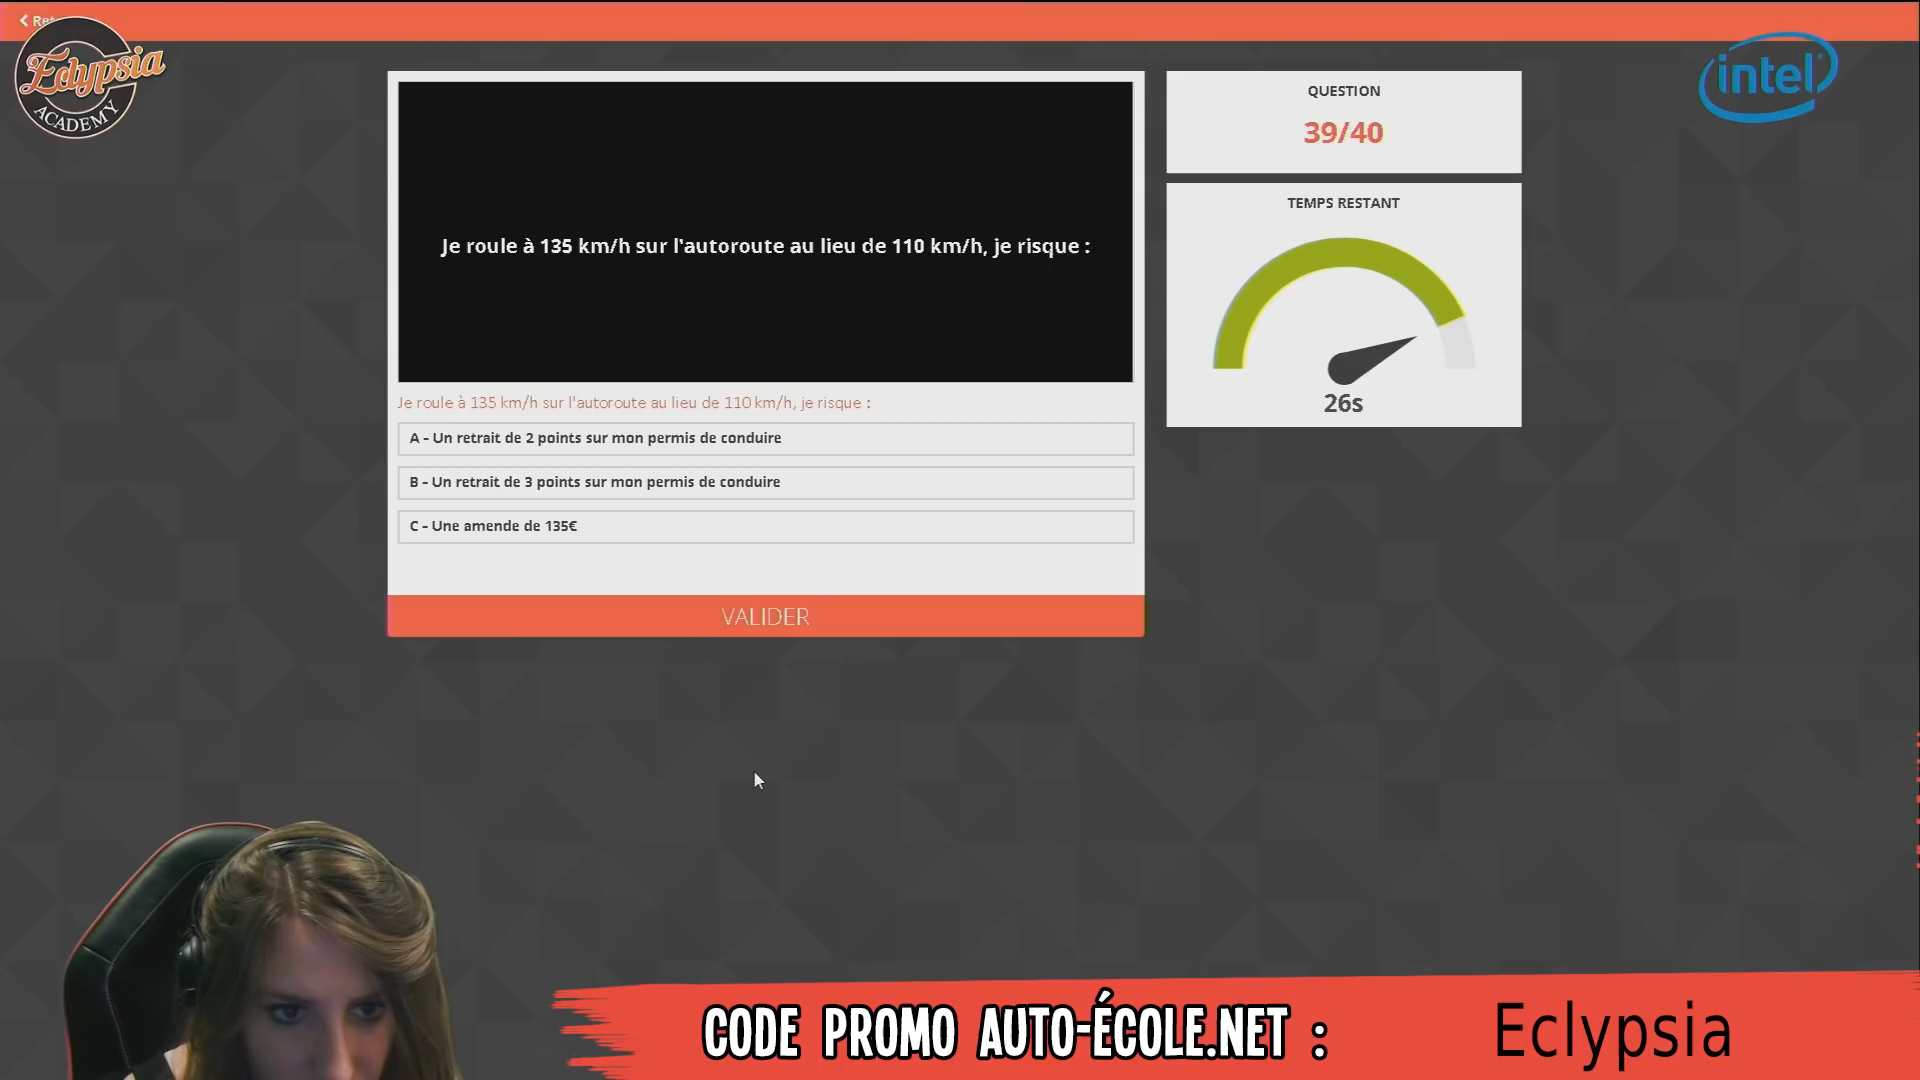 Ret
Eclypsia
ACADEMY
intel
QUESTION
39/40
TEMPS RESTANT
26s
Je roule à 135 km/h sur l'autoroute au lieu de 110 km/h, je risque :
Je roule à 135 km/h sur l'autoroute au lieu de 110 km/h, je risque :
A - Un retrait de 2 points sur mon permis de conduire
B - Un retrait de 3 points sur mon permis de conduire
C - Une amende de 135€
VALIDER
CODE PROMO AUTO-ÉCOLE.NET : Eclypsia